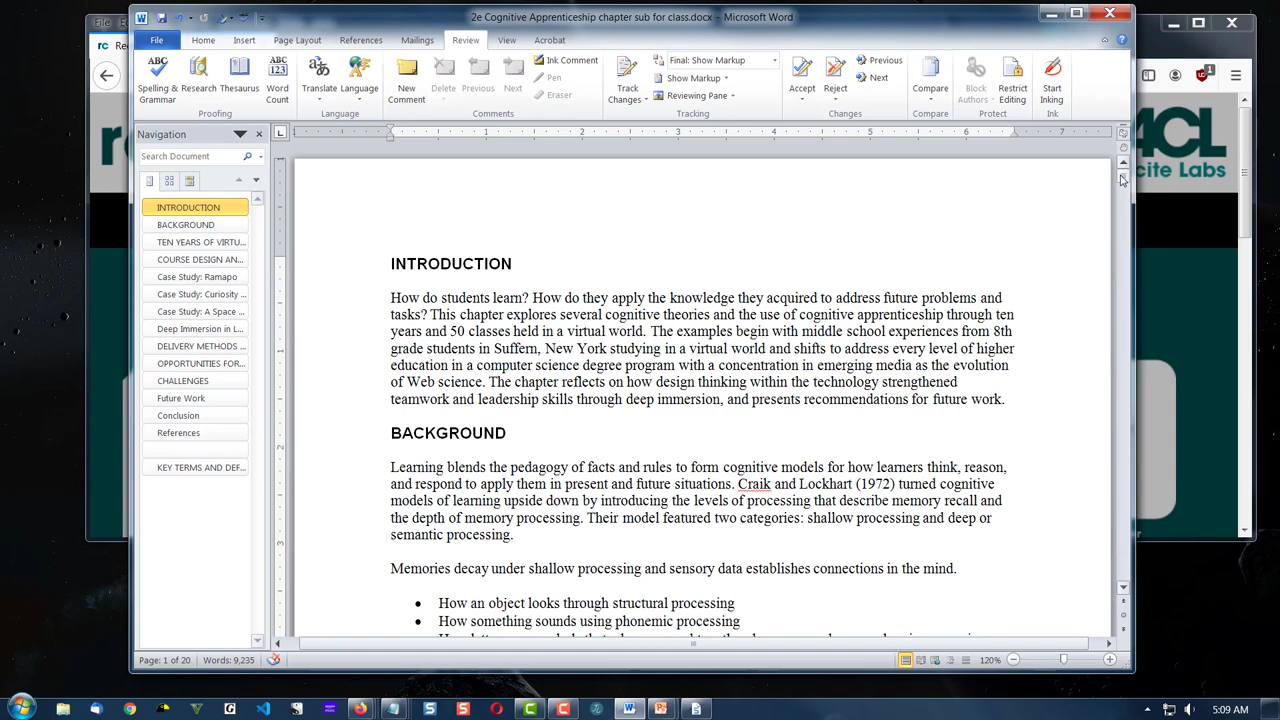 2e Cognitive Apprenticeship chapter sub for class.docx - Microsoft Word
File Home Insert Page Layout References Mailings Review View Acrobat
Spelling & Grammar
Research
Thesaurus
Word Count
Translate
Language
New Comment
Delete
Previous
Next
Ink Comment
Pen
Eraser
Track Changes
Final: Show Markup
Show Markup
Reviewing Pane
Accept
Reject
Previous
Next
Compare
Block Authors
Restrict Editing
Start Inking
Proofing Language Comments Tracking Changes Compare Protect Ink
Navigation
Search Document
INTRODUCTION
BACKGROUND
TEN YEARS OF VIRTU...
COURSE DESIGN AN...
Case Study: Ramapo
Case Study: Curiosity ...
Case Study: A Space ...
Deep Immersion in L...
DELIVERY METHODS ...
OPPORTUNITIES FOR...
CHALLENGES
Future Work
Conclusion
References
KEY TERMS AND DEF...
1 2 3 4 5 6 7
INTRODUCTION
How do students learn? How do they apply the knowledge they acquired to address future problems and
tasks? This chapter explores several cognitive theories and the use of cognitive apprenticeship through ten
years and 50 classes held in a virtual world. The examples begin with middle school experiences from 8th
grade students in Suffern, New York studying in a virtual world and shifts to address every level of higher
education in a computer science degree program with a concentration in emerging media as the evolution
of Web science. The chapter reflects on how design thinking within the technology strengthened
teamwork and leadership skills through deep immersion, and presents recommendations for future work.
BACKGROUND
Learning blends the pedagogy of facts and rules to form cognitive models for how learners think, reason,
and respond to apply them in present and future situations. Craik and Lockhart (1972) turned cognitive
models of learning upside down by introducing the levels of processing that describe memory recall and
the depth of memory processing. Their model featured two categories: shallow processing and deep or
semantic processing.
Memories decay under shallow processing and sensory data establishes connections in the mind.
• How an object looks through structural processing
• How something sounds using phonemic processing
Page: 1 of 20 Words: 9,235
120%
File
rc
ACL
cite Labs
1
5:09 AM